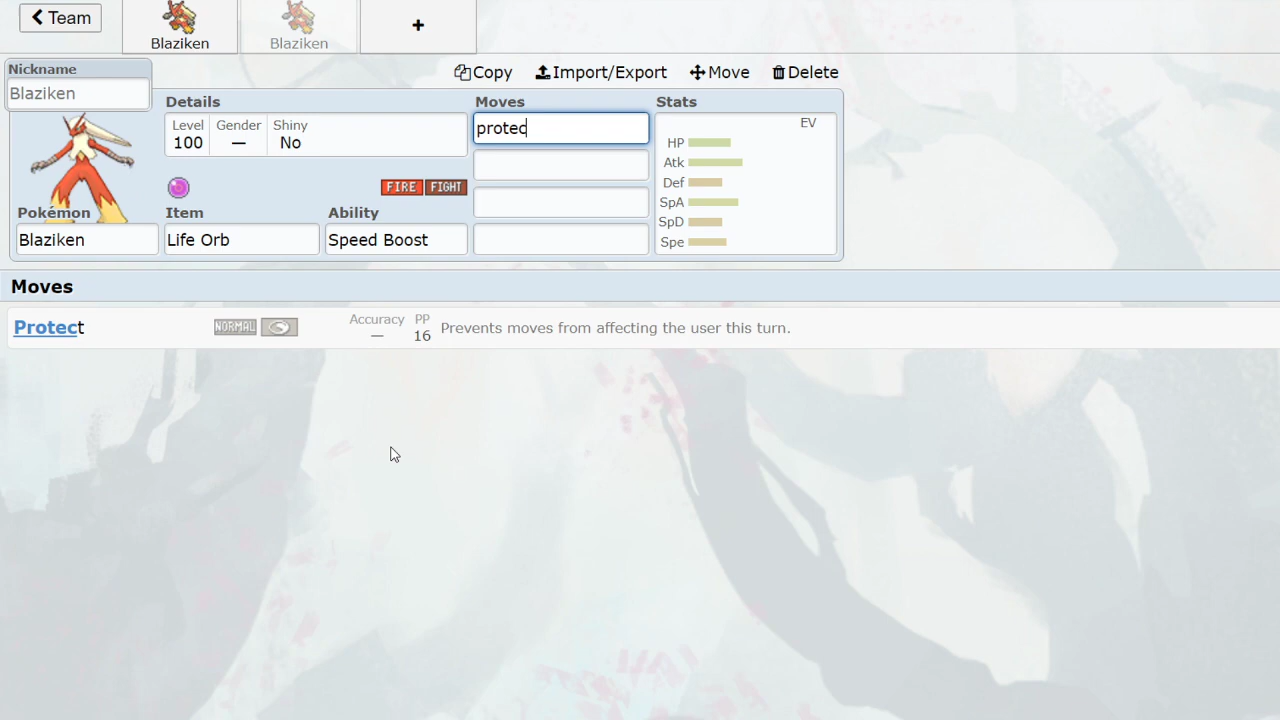 Team
Blaziken
Blaziken
+
Nickname
Blaziken
Copy
Import/Export
Move
Delete
Details
Moves
Stats
Level
100
Gender
—
Shiny
No
protec
EV
HP
Atk
Def
SpA
SpD
Spe
FIRE FIGHT
Pokémon
Blaziken
Item
Life Orb
Ability
Speed Boost
Moves
Protect
NORMAL
Accuracy
—
PP
16
Prevents moves from affecting the user this turn.